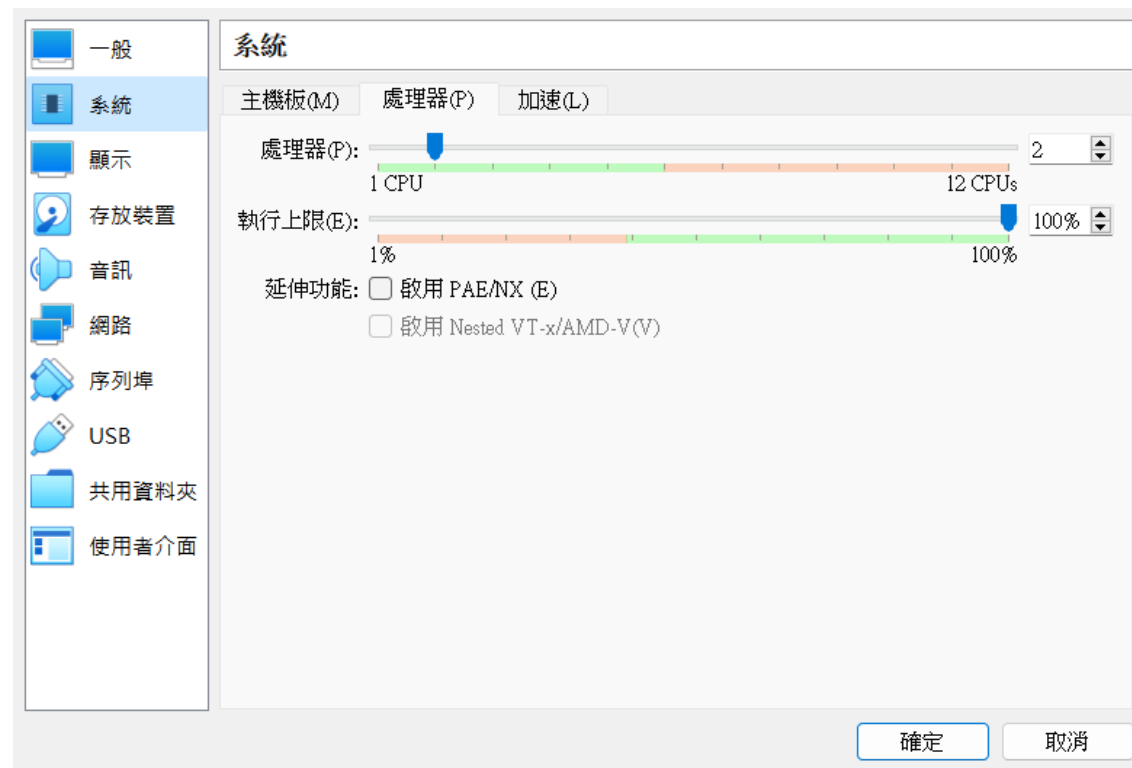 一般
系統
顯示
存放裝置
音訊
網路
序列埠
USB
共用資料夾
使用者介面
系統
主機板(M) 處理器(P) 加速(L)
處理器(P): 2
1 CPU 12 CPUs
執行上限(E): 100%
1% 100%
延伸功能: 啟用 PAE/NX (E)
啟用 Nested VT-x/AMD-V(V)
確定 取消